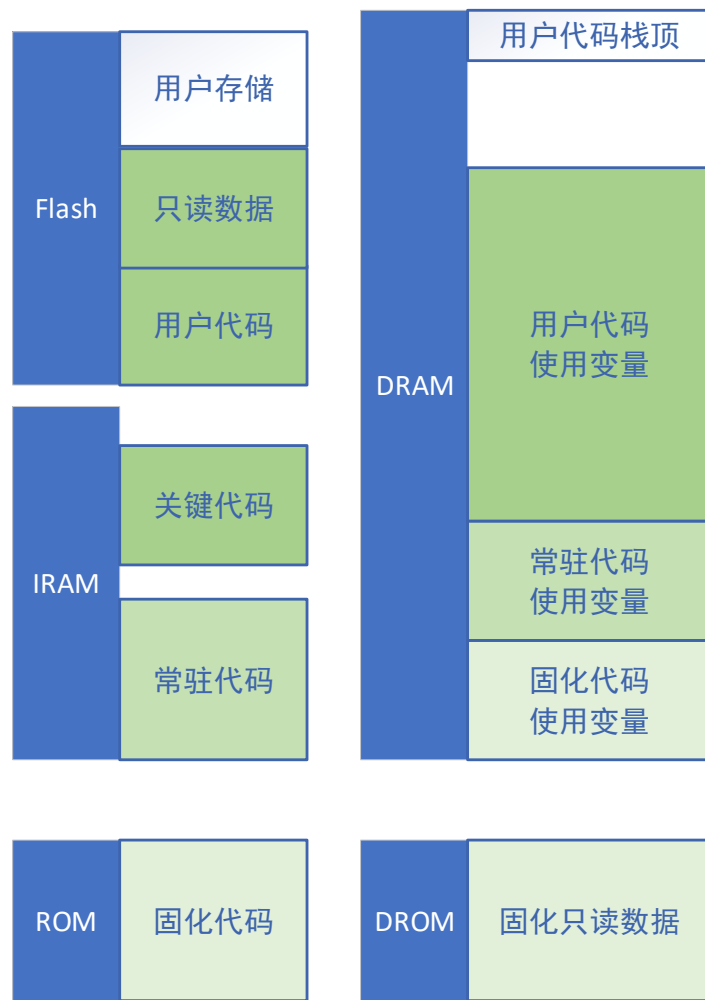 Flash
用户存储
只读数据
用户代码
IRAM
关键代码
常驻代码
ROM
固化代码
DRAM
用户代码栈顶
用户代码
使用变量
常驻代码
使用变量
固化代码
使用变量
DROM
固化只读数据